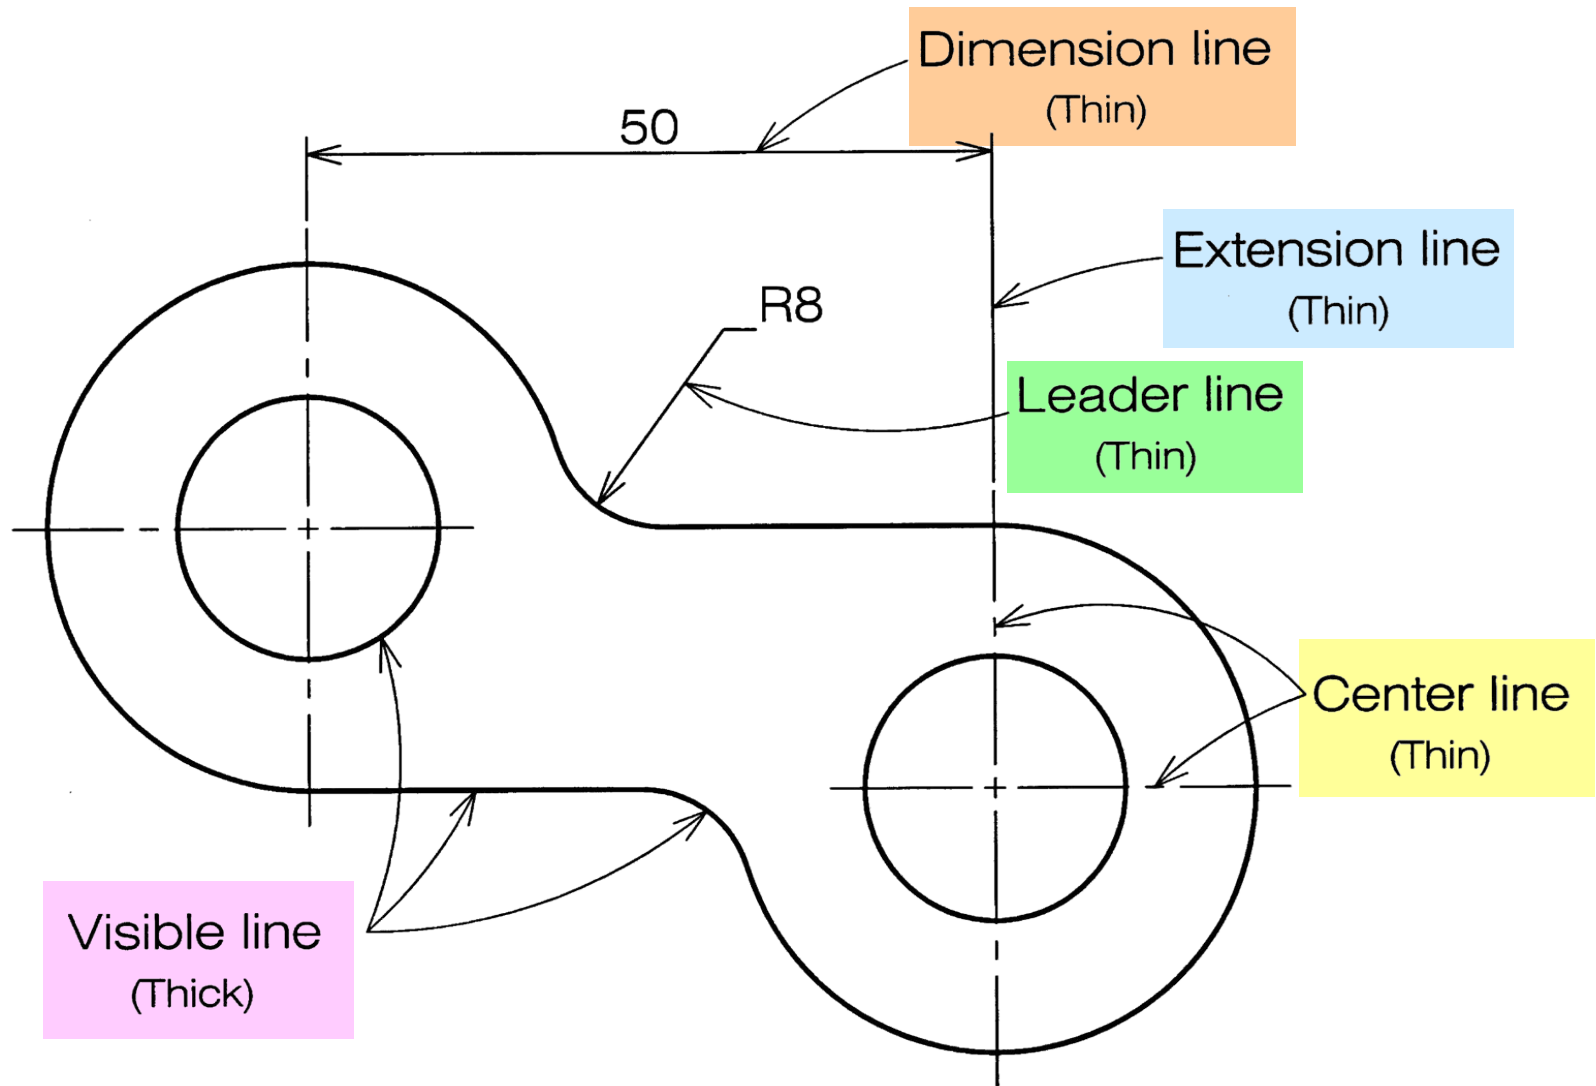 Dimension line
(Thin)
50
Extension line
(Thin)
R8
Leader line
(Thin)
Center line
(Thin)
Visible line
(Thick)